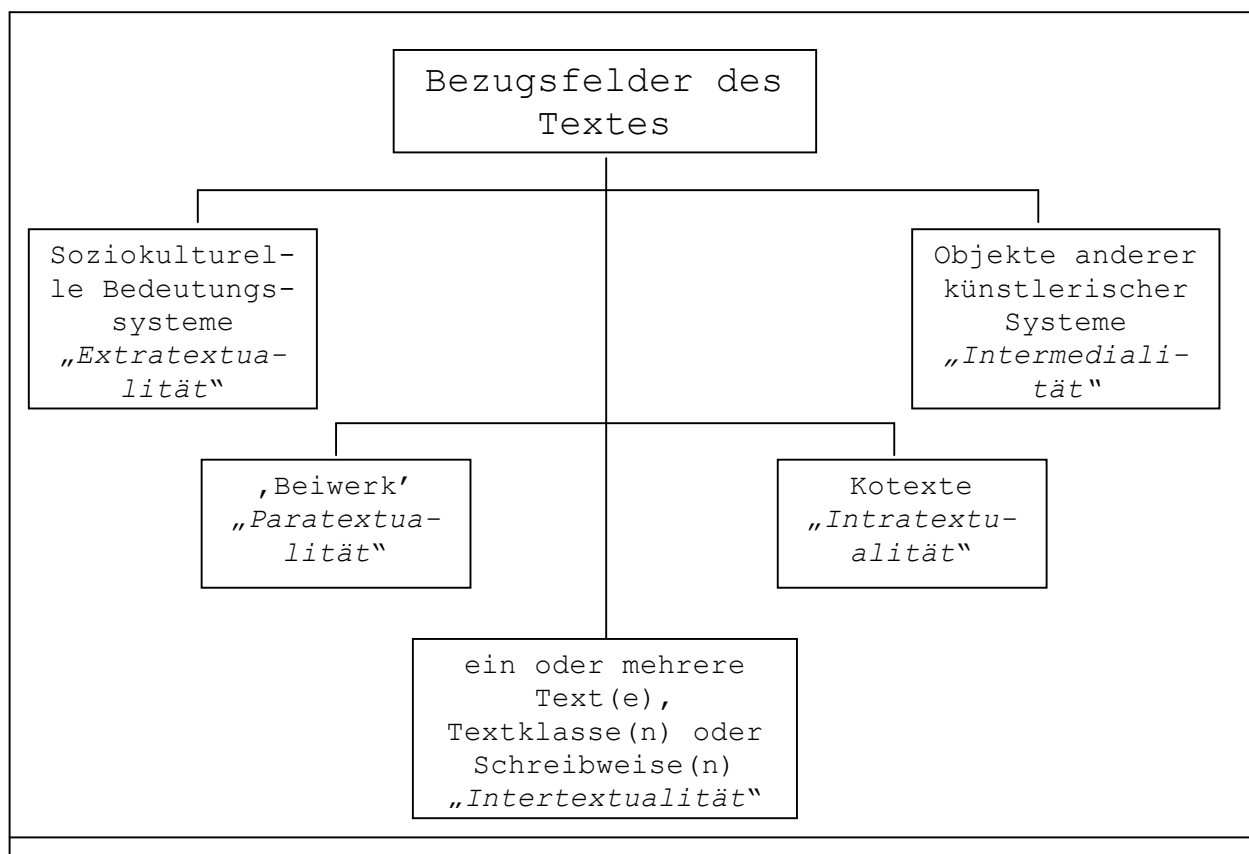 Bezugsfelder des
Textes
Soziokulturel-
le Bedeutungs-
systeme
„Extratextua-
lität“
Objekte anderer
künstlerischer
Systeme
„Intermediali-
tät“
‚Beiwerk’
„Paratextua-
lität“
Kotexte
„Intratextu-
alität“
ein oder mehrere
Text(e),
Textklasse(n) oder
Schreibweise(n)
„Intertextualität“